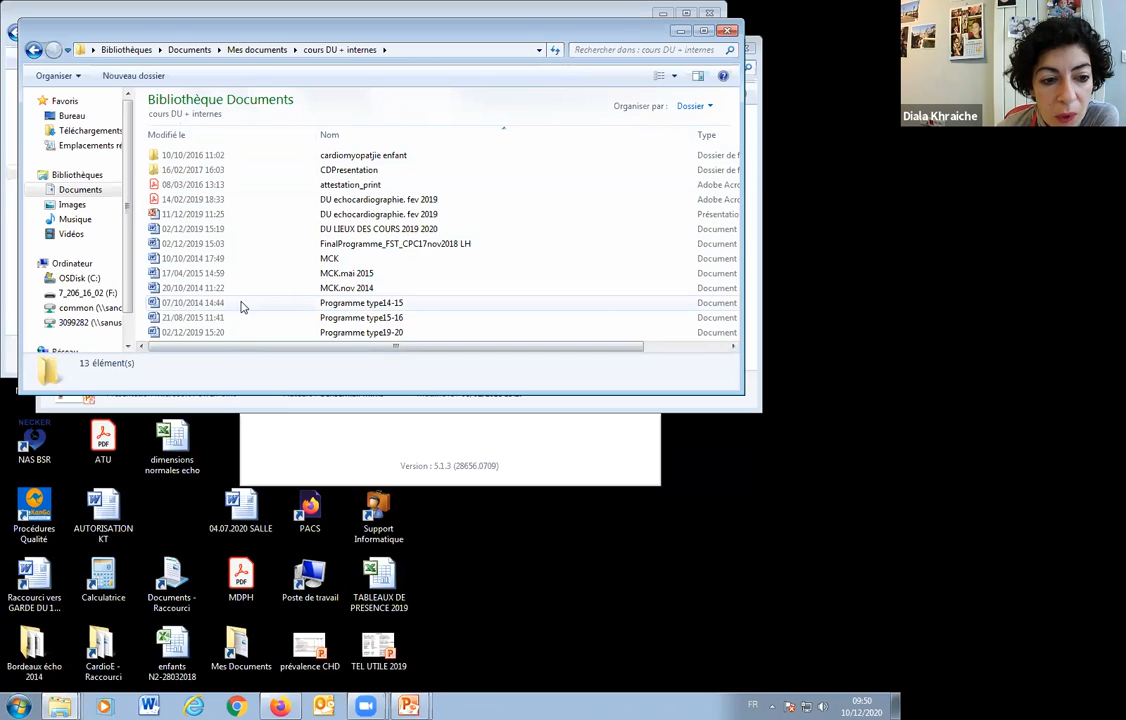 Bibliothèques Documents Mes documents cours DU + internes
Rechercher dans : cours DU + internes
Organiser Nouveau dossier
Favoris
Bureau
Téléchargements
Emplacements ré
Bibliothèques
Documents
Images
Musique
Vidéos
Ordinateur
OSDisk (C:)
7_206_16_02 (F:)
common (\\sanus
3099282 (\\sanus
Réseau
Bibliothèque Documents
cours DU + internes
Organiser par : Dossier
Modifié le Nom Type
10/10/2016 11:02 cardiomyopatjie enfant Dossier de f
16/02/2017 16:03 CDPresentation Dossier de f
08/03/2016 13:13 attestation_print Adobe Acro
14/02/2019 18:33 DU echocardiographie. fev 2019 Adobe Acro
11/12/2019 11:25 DU echocardiographie. fev 2019 Présentatio
02/12/2019 15:19 DU LIEUX DES COURS 2019 2020 Document
02/12/2019 15:03 FinalProgramme_FST_CPC17nov2018 LH Document
10/10/2014 17:49 MCK Document
17/04/2015 14:59 MCK.mai 2015 Document
20/10/2014 11:22 MCK.nov 2014 Document
07/10/2014 14:44 Programme type14-15 Document
21/08/2015 11:41 Programme type15-16 Document
02/12/2019 15:20 Programme type19-20 Document
13 élément(s)
Version : 5.1.3 (28656.0709)
Diala Khraiche
NECKER
NAS BSR
ATU
dimensions
normales echo
Procédures
Qualité
AUTORISATION
KT
04.07.2020 SALLE
PACS
Support
Informatique
Raccourci vers
GARDE DU 1...
Calculatrice
Documents -
Raccourci
MDPH
Poste de travail
TABLEAUX DE
PRESENCE 2019
Bordeaux écho
2014
CardioE -
Raccourci
enfants
N2-28032018
Mes Documents
prévalence CHD
TEL UTILE 2019
FR
09:50
10/12/2020